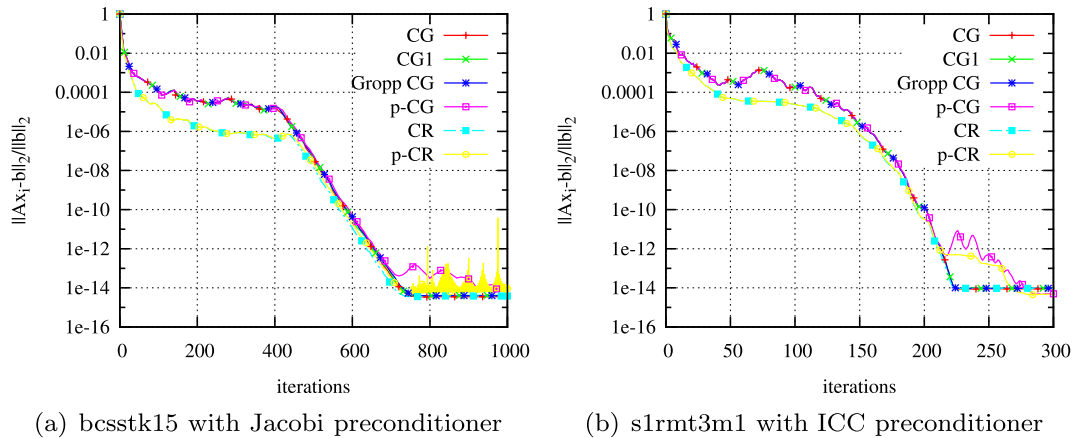 ||Ax_i-b||_2/||b||_2
1
0.01
0.0001
1e-06
1e-08
1e-10
1e-12
1e-14
1e-16
0 200 400 600 800 1000
iterations
CG
CG1
Gropp CG
p-CG
CR
p-CR
(a) bcsstk15 with Jacobi preconditioner
||Ax_i-b||_2/||b||_2
1
0.01
0.0001
1e-06
1e-08
1e-10
1e-12
1e-14
1e-16
0 50 100 150 200 250 300
iterations
CG
CG1
Gropp CG
p-CG
CR
p-CR
(b) s1rmt3m1 with ICC preconditioner